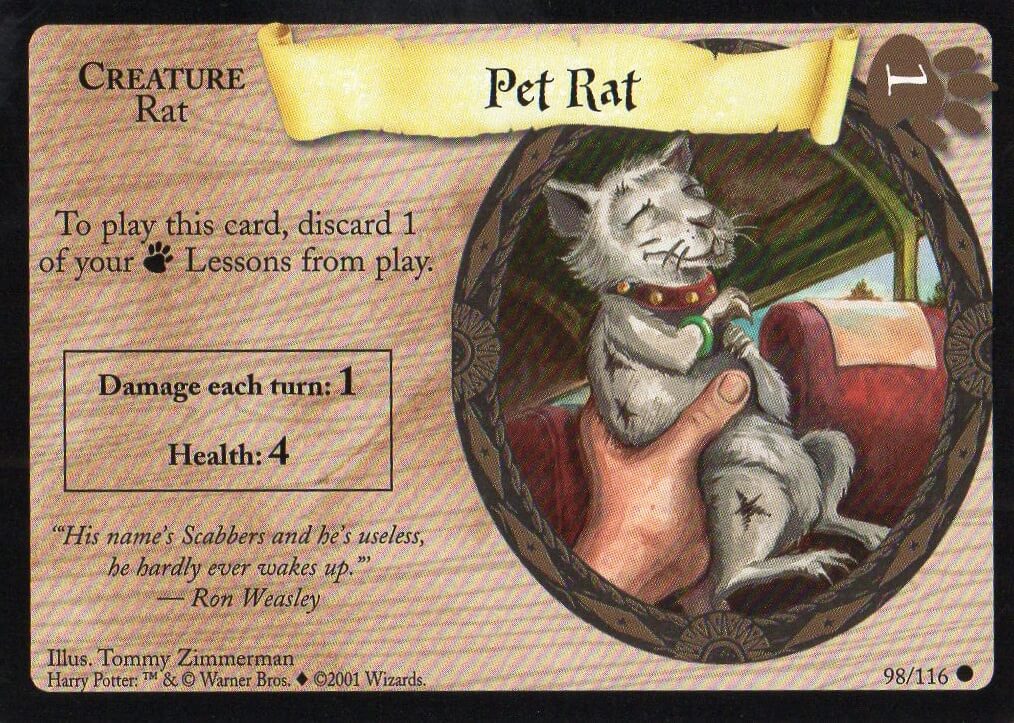 CREATURE
Rat
Pet Rat
1
To play this card, discard 1
of your Lessons from play.
Damage each turn: 1
Health: 4
“‘His name’s Scabbers and he’s useless,
he hardly ever wakes up.’”
— Ron Weasley
Illus. Tommy Zimmerman
Harry Potter: ™ & © Warner Bros. ♦ ©2001 Wizards.
98/116 ●